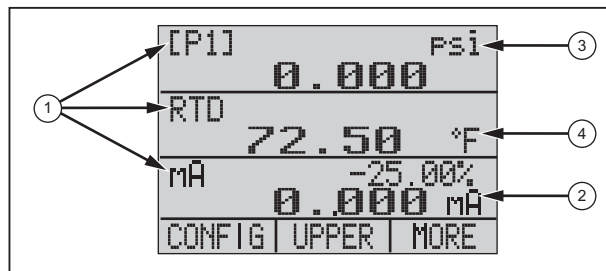 [P1] psi
0.000
RTD
72.50 °F
mA -25.00%
0.000 mA
CONFIG UPPER MORE
1
3
4
2